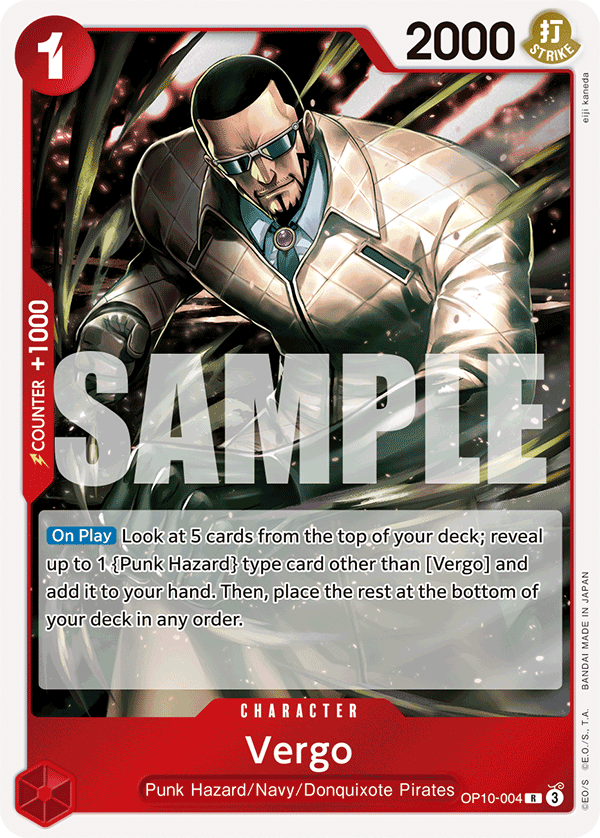 1
2000
打
STRIKE
eiji kaneda
COUNTER +1000
SAMPLE
On Play Look at 5 cards from the top of your deck; reveal
up to 1 {Punk Hazard} type card other than [Vergo] and
add it to your hand. Then, place the rest at the bottom of
your deck in any order.
CHARACTER
Vergo
Punk Hazard/Navy/Donquixote Pirates
OP10-004 R 3
©EO/S ©E.O./S., T.A. BANDAI MADE IN JAPAN